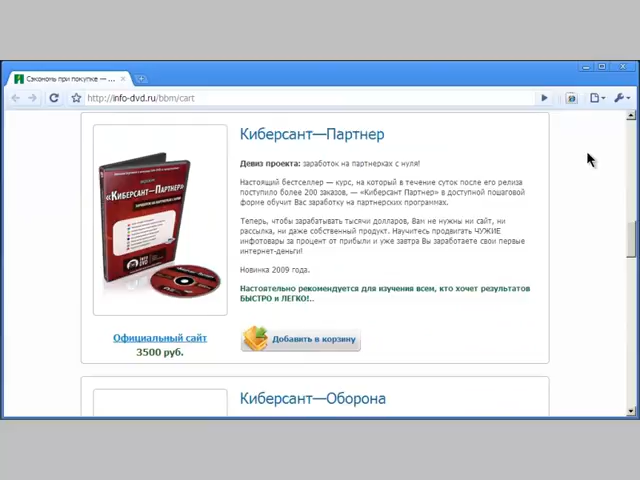 Сэкономь при покупке — ...
http://info-dvd.ru/bbm/cart
Киберсант—Партнер
Девиз проекта: заработок на партнерках с нуля!
Настоящий бестселлер — курс, на который в течение суток после его релиза
поступило более 200 заказов, — «Киберсант Партнер» в доступной пошаговой
форме обучит Вас заработку на партнерских программах.
Теперь, чтобы зарабатывать тысячи долларов, Вам не нужны ни сайт, ни
рассылка, ни даже собственный продукт. Научитесь продвигать ЧУЖИЕ
инфотовары за процент от прибыли и уже завтра Вы заработаете свои первые
интернет-деньги!
Новинка 2009 года.
Настоятельно рекомендуется для изучения всем, кто хочет результатов
БЫСТРО и ЛЕГКО!..
«Киберсант—Партнер»
Официальный сайт
3500 руб.
Добавить в корзину
Киберсант—Оборона